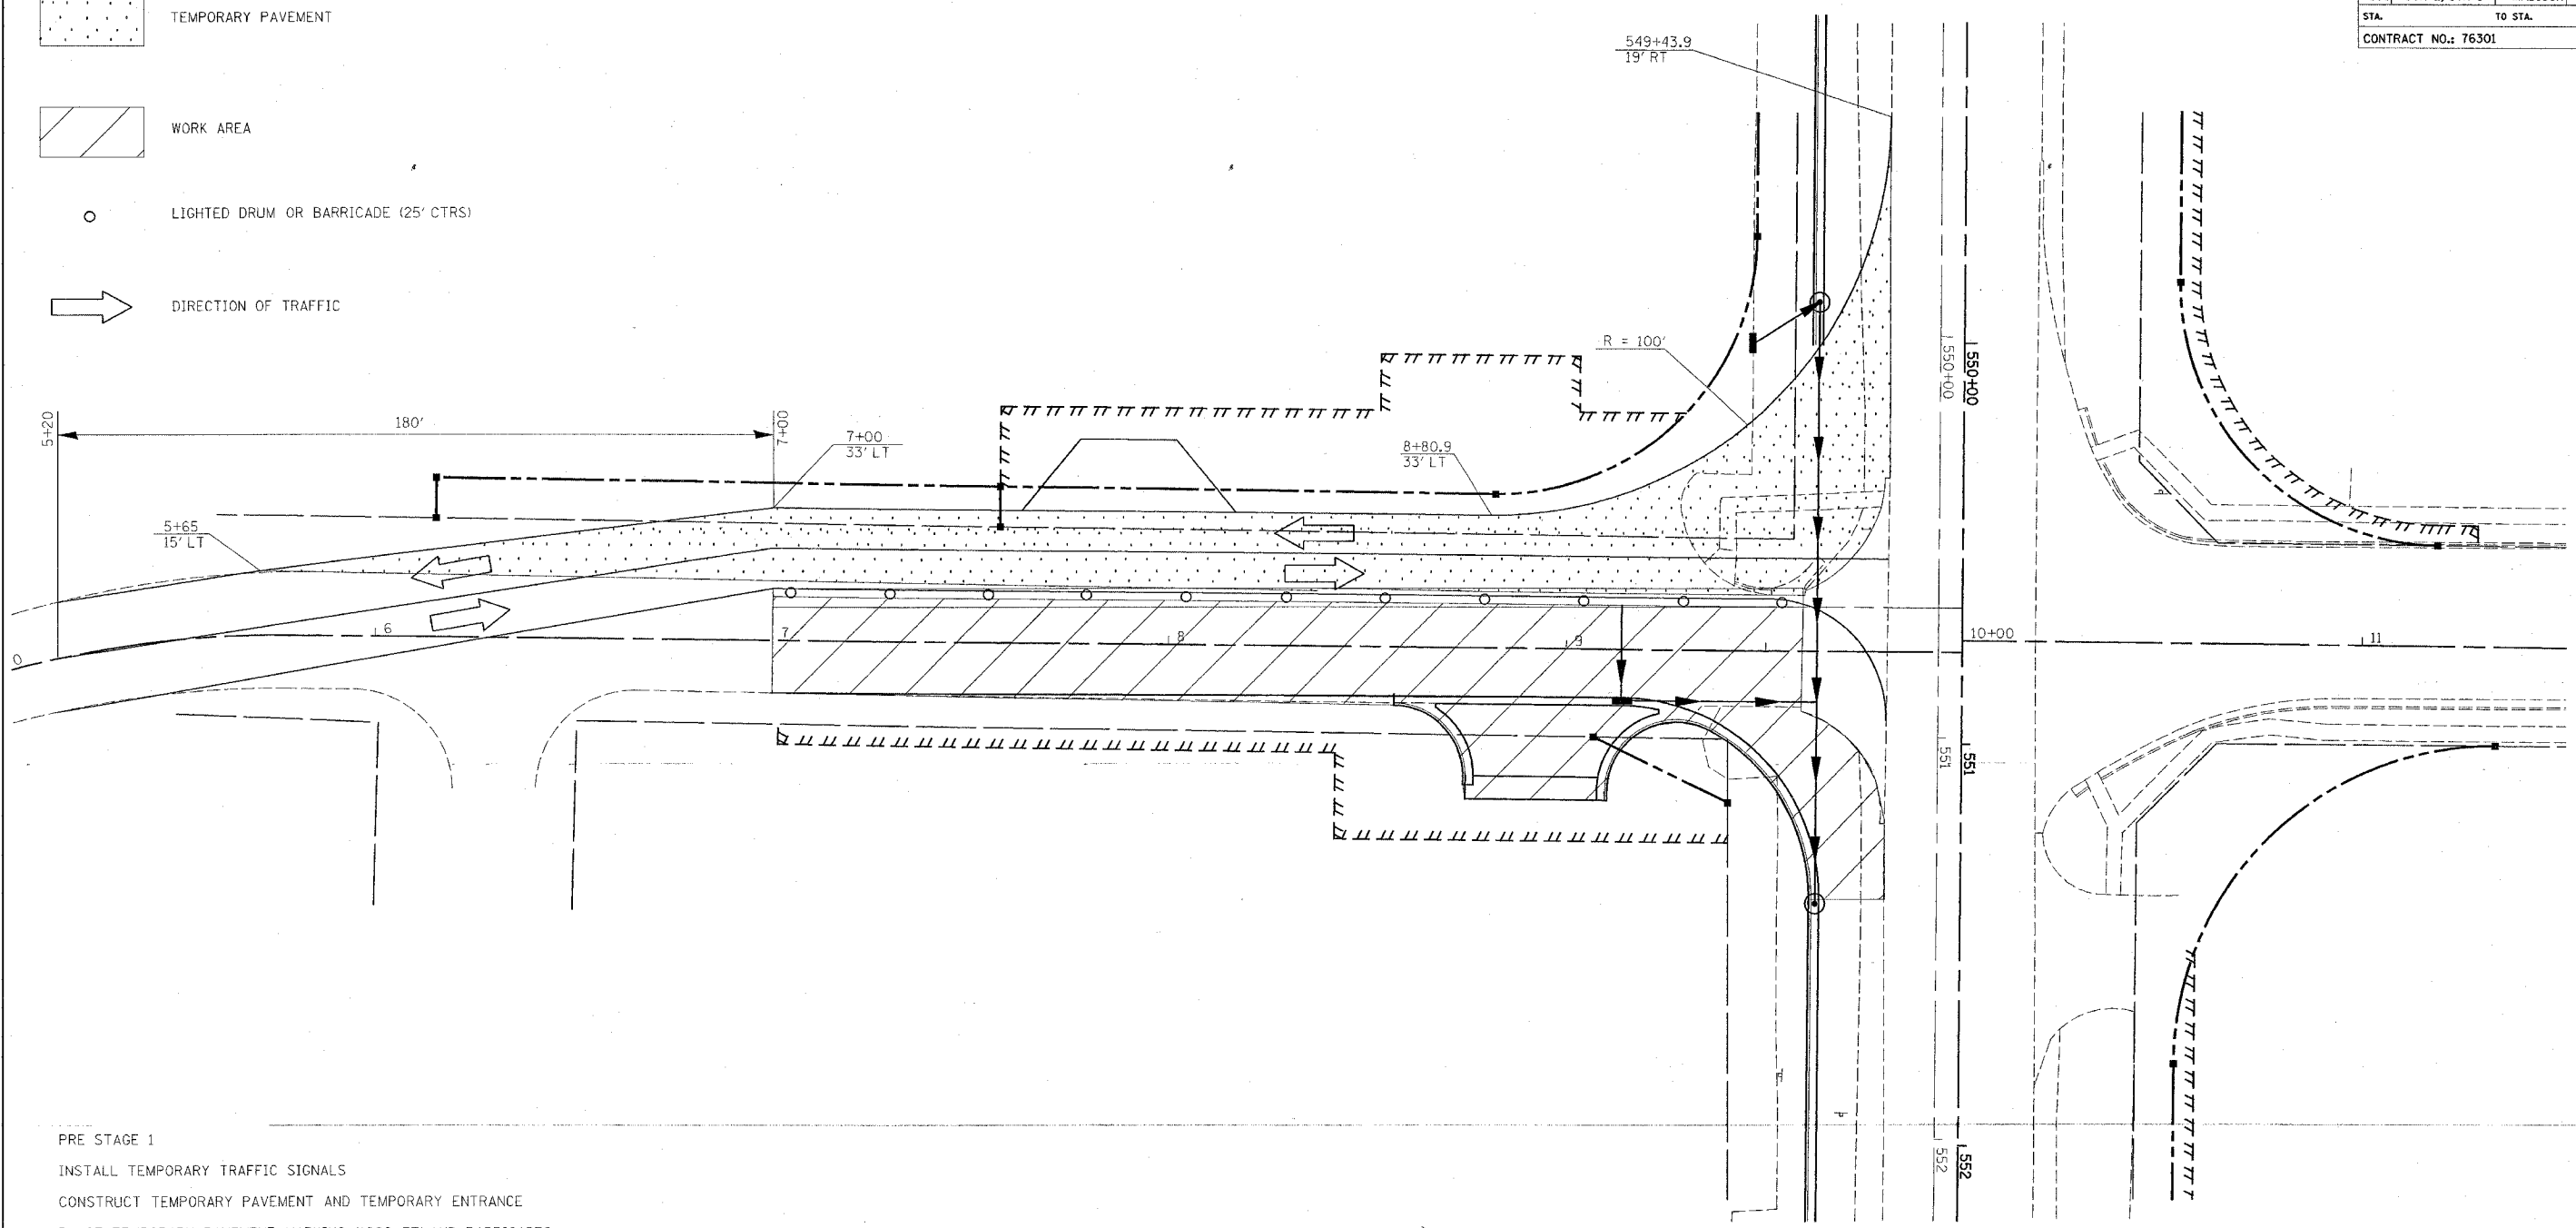 TEMPORARY PAVEMENT
WORK AREA
LIGHTED DRUM OR BARRICADE (25' CTRS)
DIRECTION OF TRAFFIC
STA. TO STA.
CONTRACT NO.: 76301
549+43.9
19' RT
R = 100'
550+00
550+00
5+20
180'
7+00
7+00
33' LT
8+80.9
33' LT
5+65
15' LT
6
7
8
9
10+00
11
0
551
551
552
552
PRE STAGE 1
INSTALL TEMPORARY TRAFFIC SIGNALS
CONSTRUCT TEMPORARY PAVEMENT AND TEMPORARY ENTRANCE